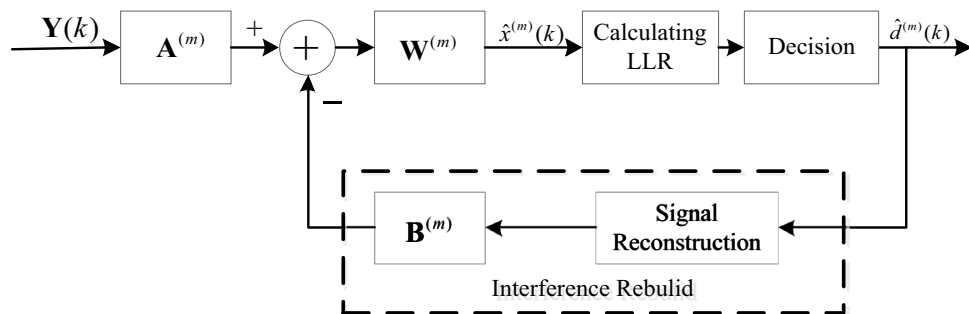 Y(k)
A^(m)
+
+
−
W^(m)
x̂^(m)(k)
Calculating
LLR
Decision
d̂^(m)(k)
B^(m)
Signal
Reconstruction
Interference Rebulid